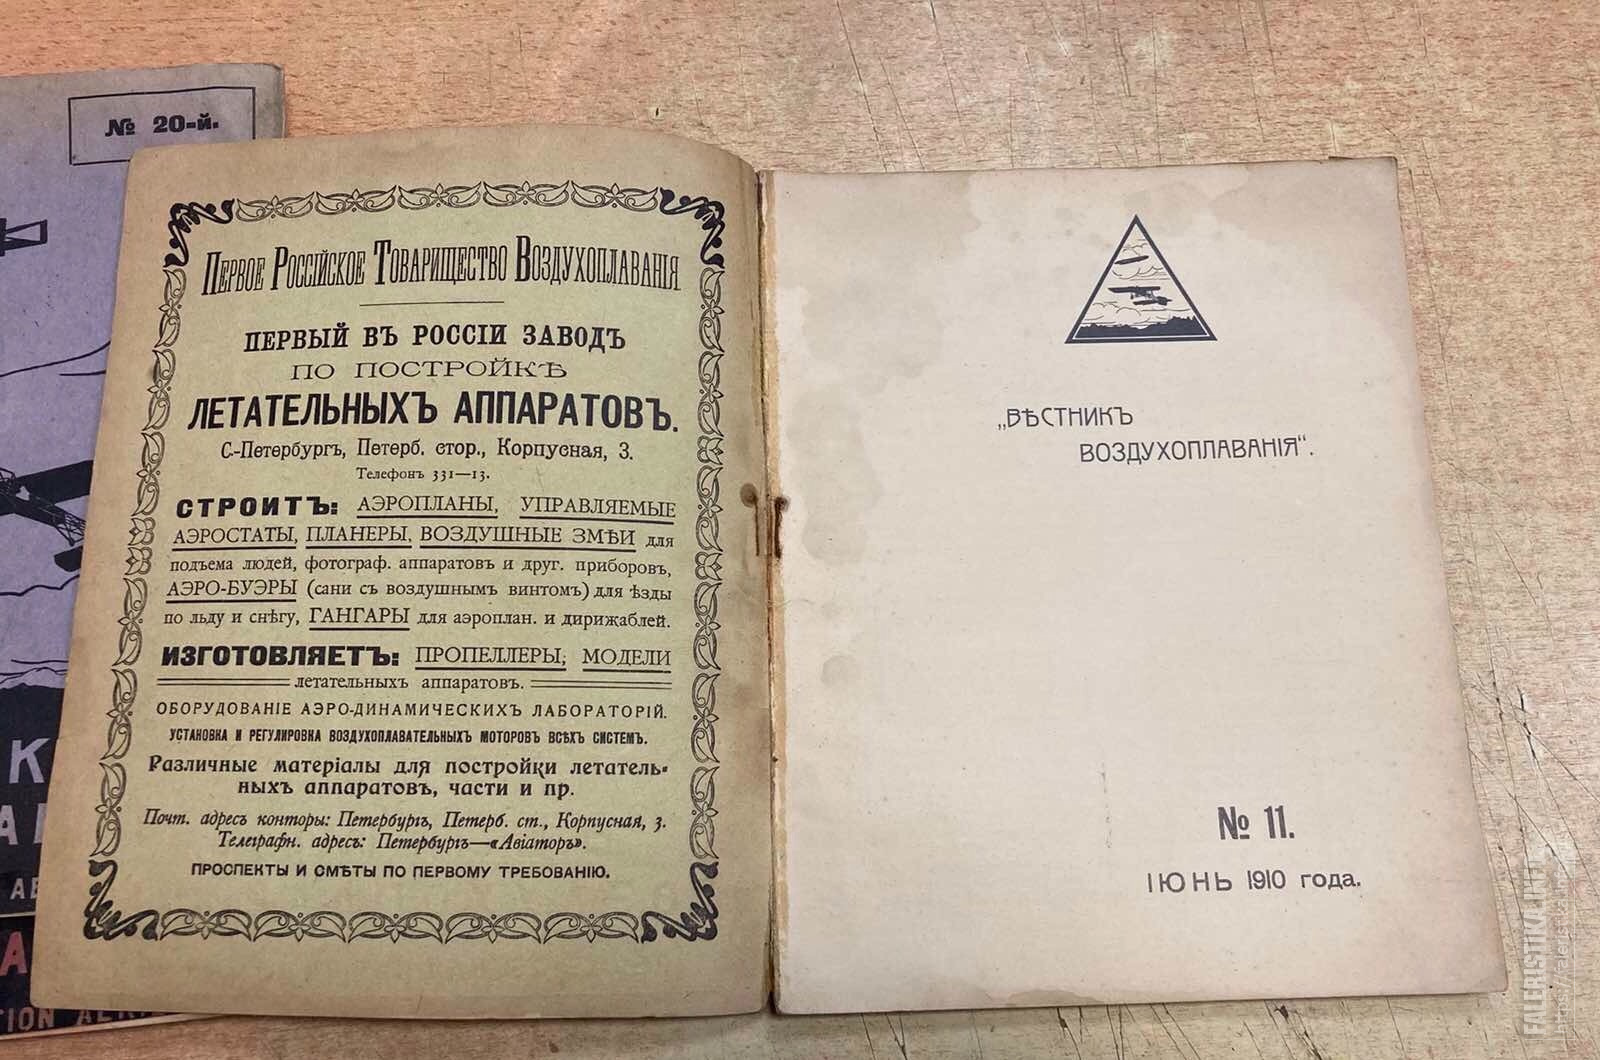 № 20-й.
Первое Россійское Товарищество Воздухоплаванія
ПЕРВЫЙ ВЪ РОССІИ ЗАВОДЪ
ПО ПОСТРОЙКѢ
ЛЕТАТЕЛЬНЫХЪ АППАРАТОВЪ.
С.-Петербургъ, Петерб. стор., Корпусная, 3.
Телефонъ 331—13.
СТРОИТЪ: АЭРОПЛАНЫ, УПРАВЛЯЕМЫЕ
АЭРОСТАТЫ, ПЛАНЕРЫ, ВОЗДУШНЫЕ ЗМѢИ для
подъема людей, фотограф. аппаратовъ и друг. приборовъ,
АЭРО-БУЭРЫ (сани съ воздушнымъ винтомъ) для ѣзды
по льду и снѣгу, ГАНГАРЫ для аэроплан. и дирижаблей.
ИЗГОТОВЛЯЕТЪ: ПРОПЕЛЛЕРЫ, МОДЕЛИ
летательныхъ аппаратовъ.
ОБОРУДОВАНІЕ АЭРО-ДИНАМИЧЕСКИХЪ ЛАБОРАТОРІЙ.
УСТАНОВКА И РЕГУЛИРОВКА ВОЗДУХОПЛАВАТЕЛЬНЫХЪ МОТОРОВЪ ВСѢХЪ СИСТЕМЪ.
Различные матеріалы для постройки летатель-
ныхъ аппаратовъ, части и пр.
Почт. адресъ конторы: Петербургъ, Петерб. ст., Корпусная, 3.
Телеграфн. адресъ: Петербургъ—«Авіаторъ».
ПРОСПЕКТЫ И СМѢТЫ ПО ПЕРВОМУ ТРЕБОВАНІЮ.
„ВѢСТНИКЪ
ВОЗДУХОПЛАВАНІЯ“.
№ 11.
ІЮНЬ 1910 года.
FALERISTIKA.NET